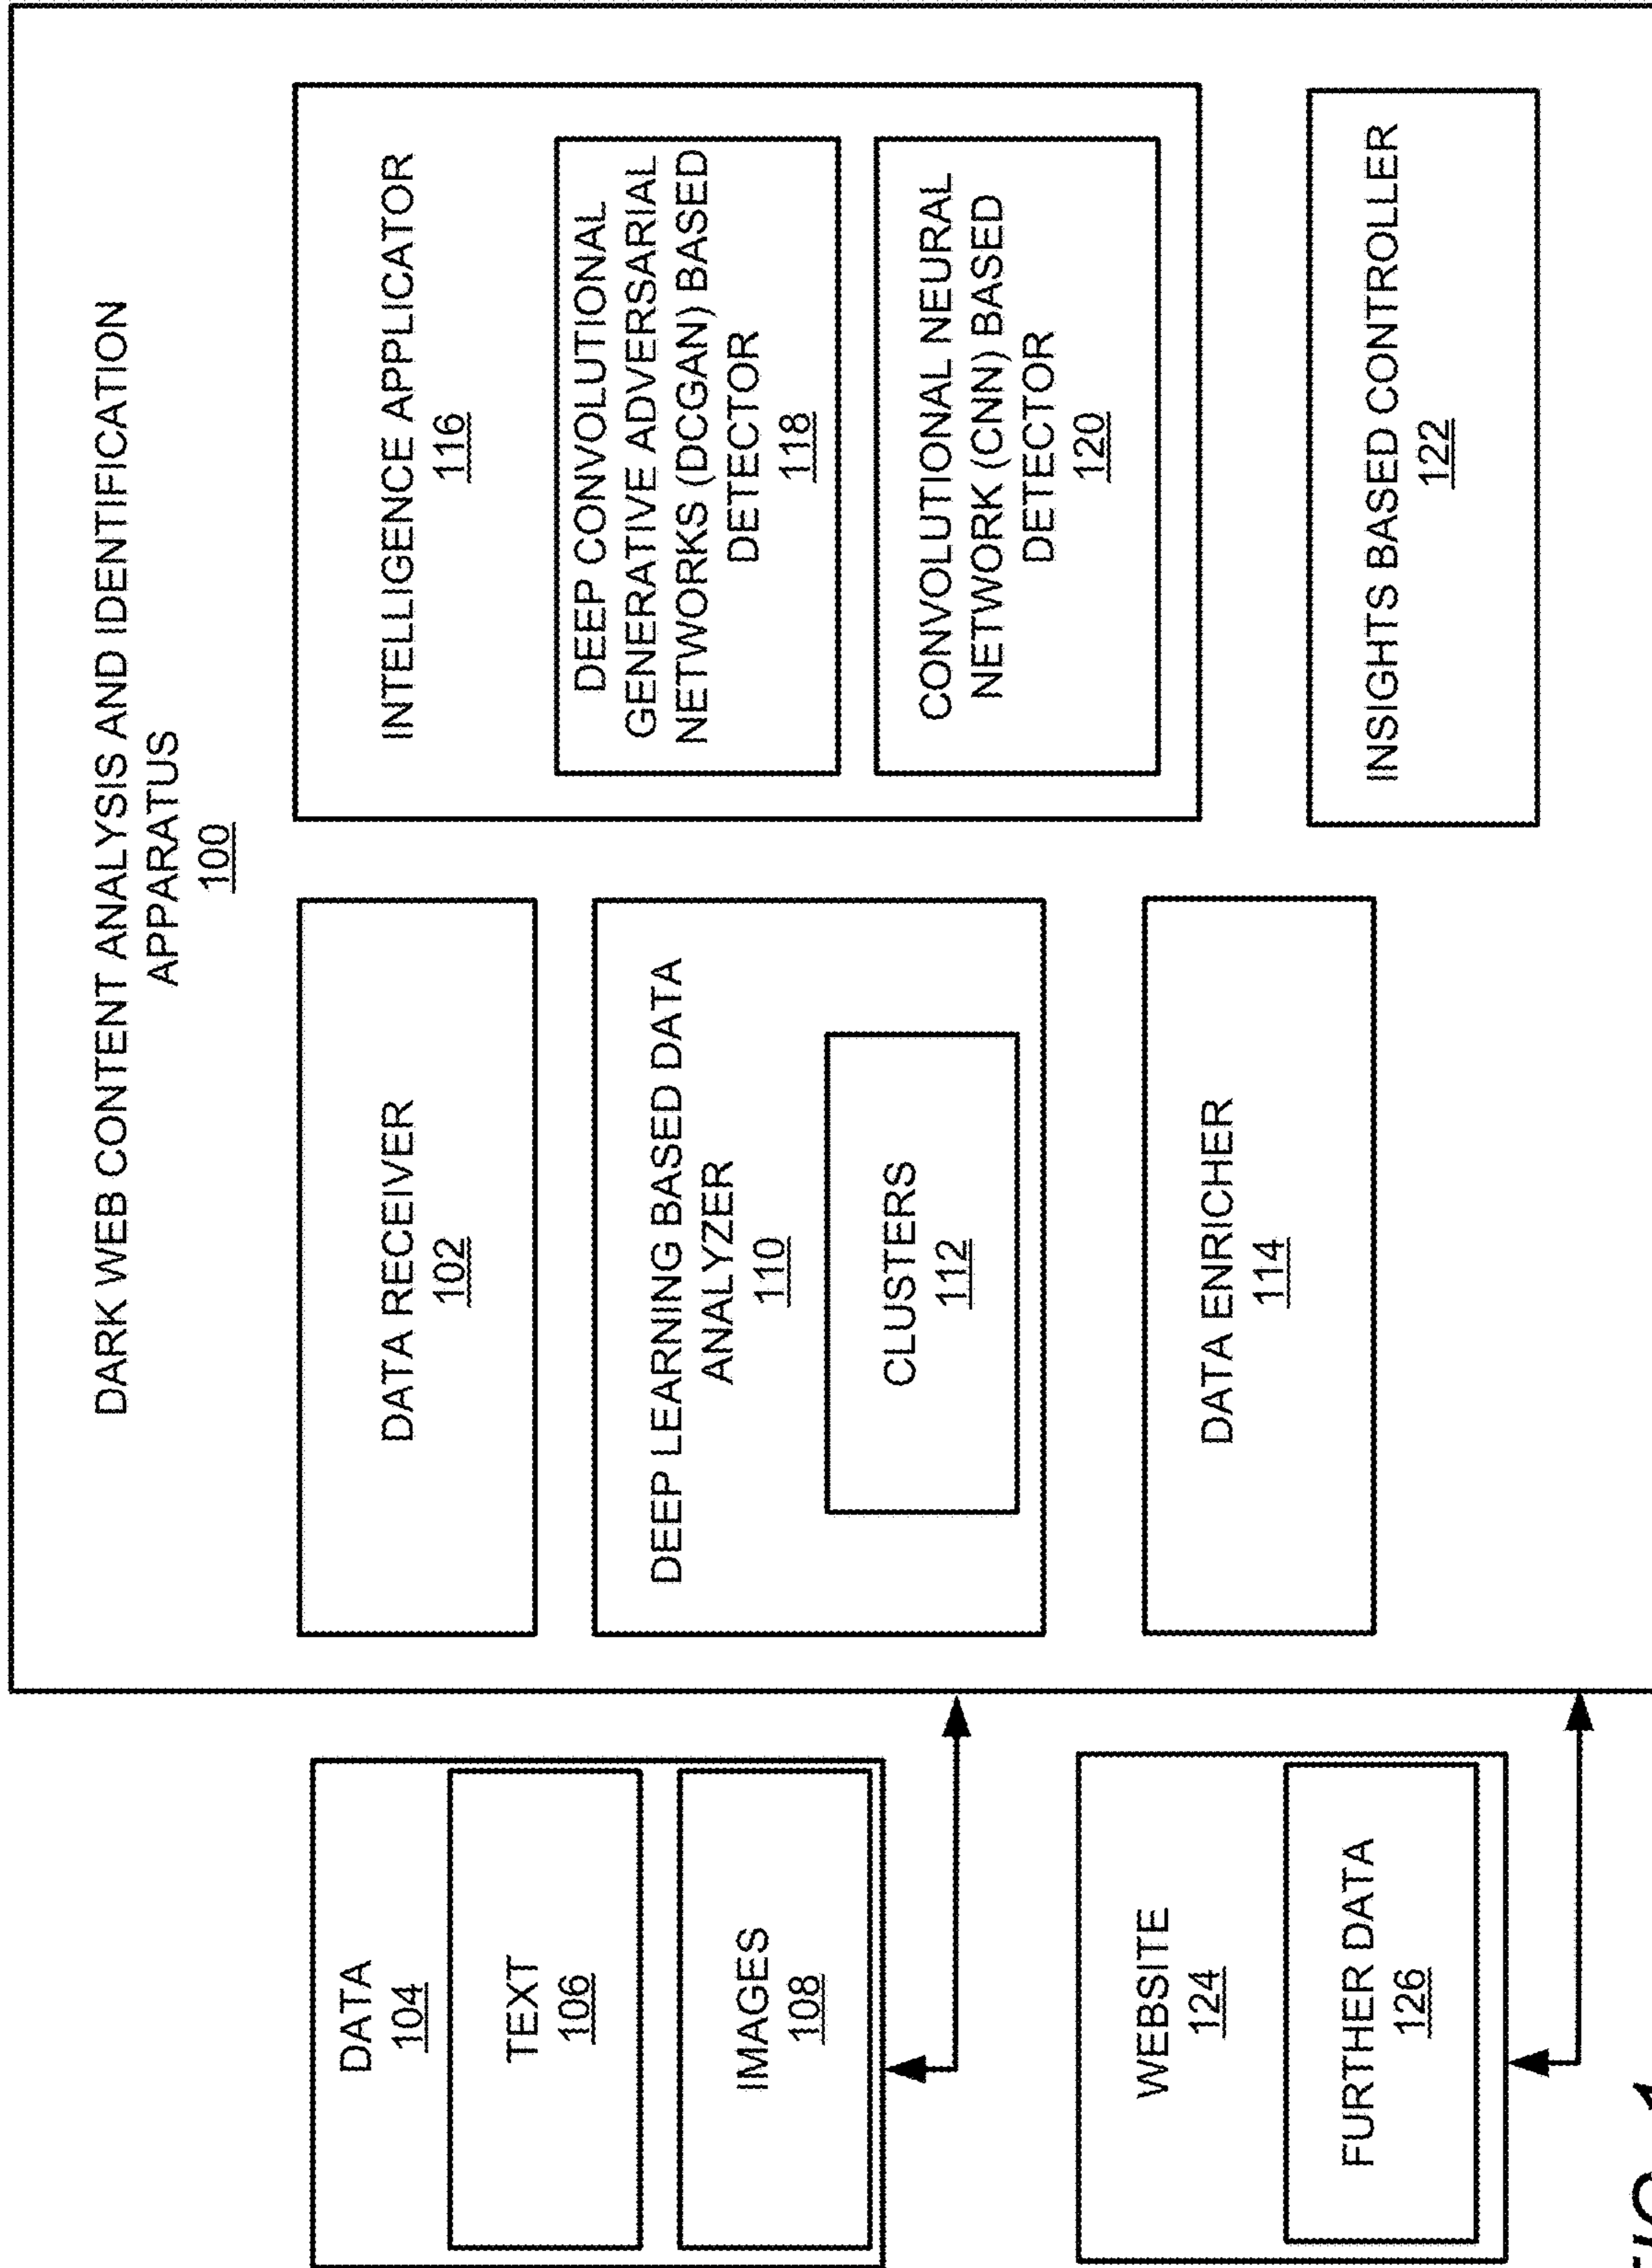 DARK WEB CONTENT ANALYSIS AND IDENTIFICATION
APPARATUS
100
DATA
104
TEXT
106
IMAGES
108
WEBSITE
124
FURTHER DATA
126
DATA RECEIVER
102
DEEP LEARNING BASED DATA
ANALYZER
110
CLUSTERS
112
DATA ENRICHER
114
INTELLIGENCE APPLICATOR
116
DEEP CONVOLUTIONAL
GENERATIVE ADVERSARIAL
NETWORKS (DCGAN) BASED
DETECTOR
118
CONVOLUTIONAL NEURAL
NETWORK (CNN) BASED
DETECTOR
120
INSIGHTS BASED CONTROLLER
122